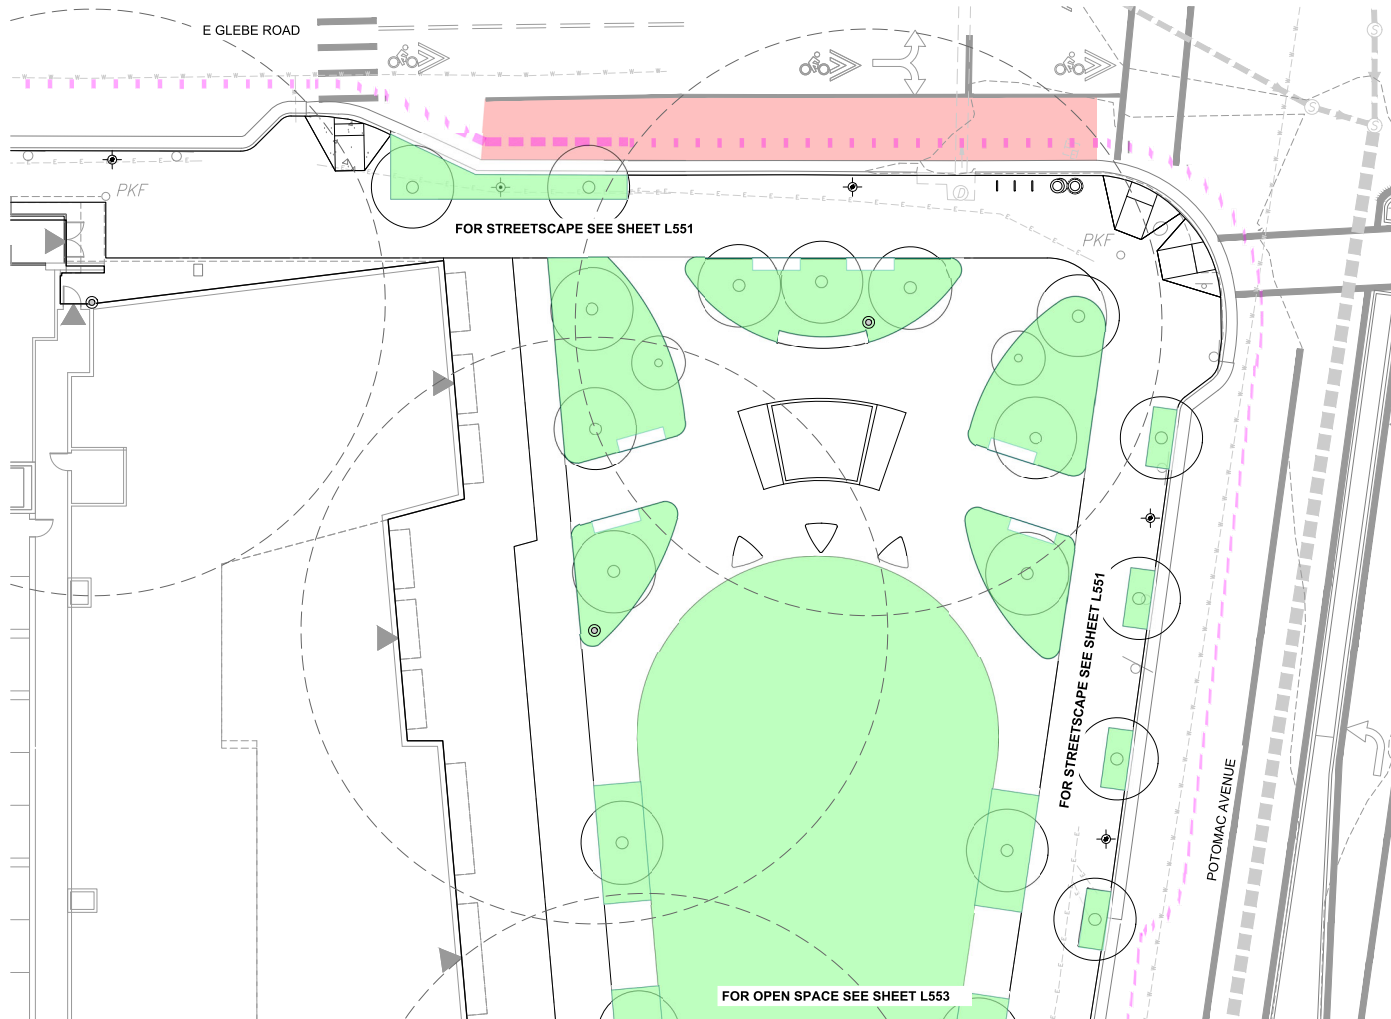 E GLEBE ROAD
PKF
FOR STREETSCAPE SEE SHEET L551
D
PKF
S
S
S
FOR STREETSCAPE SEE SHEET L551
POTOMAC AVENUE
FOR OPEN SPACE SEE SHEET L553